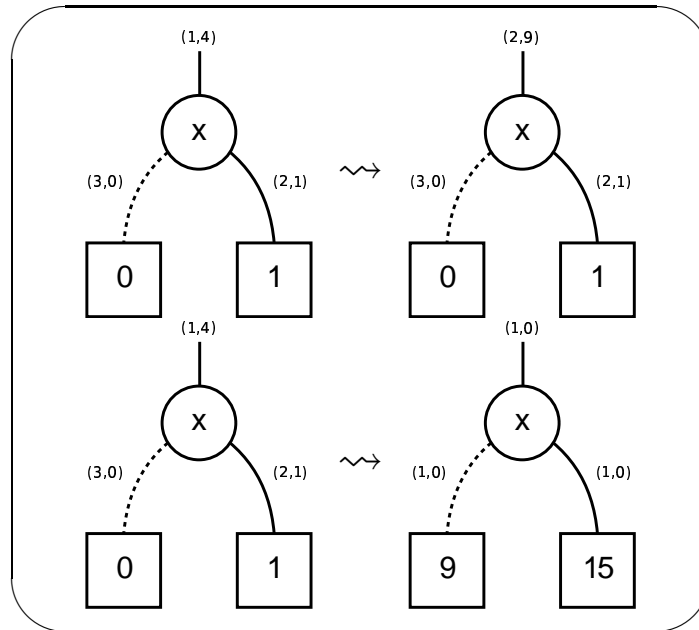 (1,4) (2,9)
x x
(3,0) (2,1) (3,0) (2,1)
0 1 0 1
(1,4) (1,0)
x x
(3,0) (2,1) (1,0) (1,0)
0 1 9 15